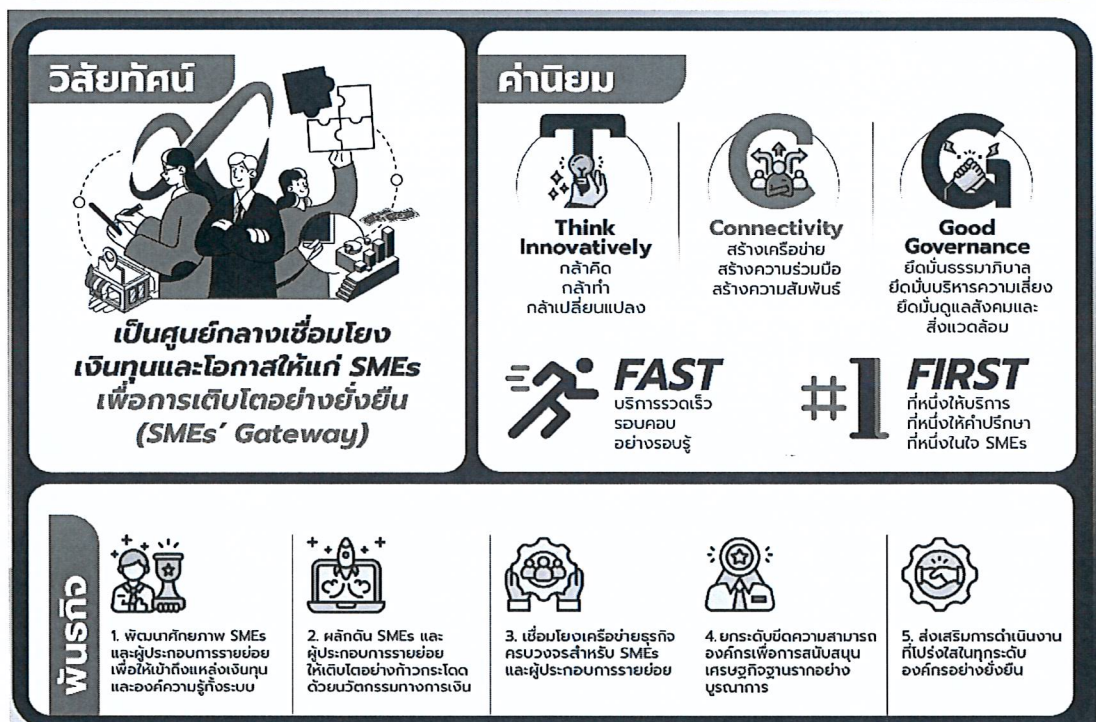 วิสัยทัศน์
เป็นศูนย์กลางเชื่อมโยง
เงินทุนและโอกาสให้แก่ SMEs
เพื่อการเติบโตอย่างยั่งยืน
(SMEs' Gateway)
ค่านิยม
T
Think
Innovatively
กล้าคิด
กล้าทำ
กล้าเปลี่ยนแปลง
C
Connectivity
สร้างเครือข่าย
สร้างความร่วมมือ
สร้างความสัมพันธ์
G
Good
Governance
ยึดมั่นธรรมาภิบาล
ยึดมั่นบริหารความเสี่ยง
ยึดมั่นดูแลสังคมและ
สิ่งแวดล้อม
FAST
บริการรวดเร็ว
รอบคอบ
อย่างรอบรู้
#1 FIRST
ที่หนึ่งให้บริการ
ที่หนึ่งให้คำปรึกษา
ที่หนึ่งในใจ SMEs
พันธกิจ
1. พัฒนาศักยภาพ SMEs
และผู้ประกอบการรายย่อย
เพื่อให้เข้าถึงแหล่งเงินทุน
และองค์ความรู้ทั้งระบบ
2. ผลักดัน SMEs และ
ผู้ประกอบการรายย่อย
ให้เติบโตอย่างก้าวกระโดด
ด้วยนวัตกรรมทางการเงิน
3. เชื่อมโยงเครือข่ายธุรกิจ
ครบวงจรสำหรับ SMEs
และผู้ประกอบการรายย่อย
4. ยกระดับขีดความสามารถ
องค์กรเพื่อการสนับสนุน
เศรษฐกิจฐานรากอย่าง
บูรณาการ
5. ส่งเสริมการดำเนินงาน
ที่โปร่งใสในทุกระดับ
องค์กรอย่างยั่งยืน